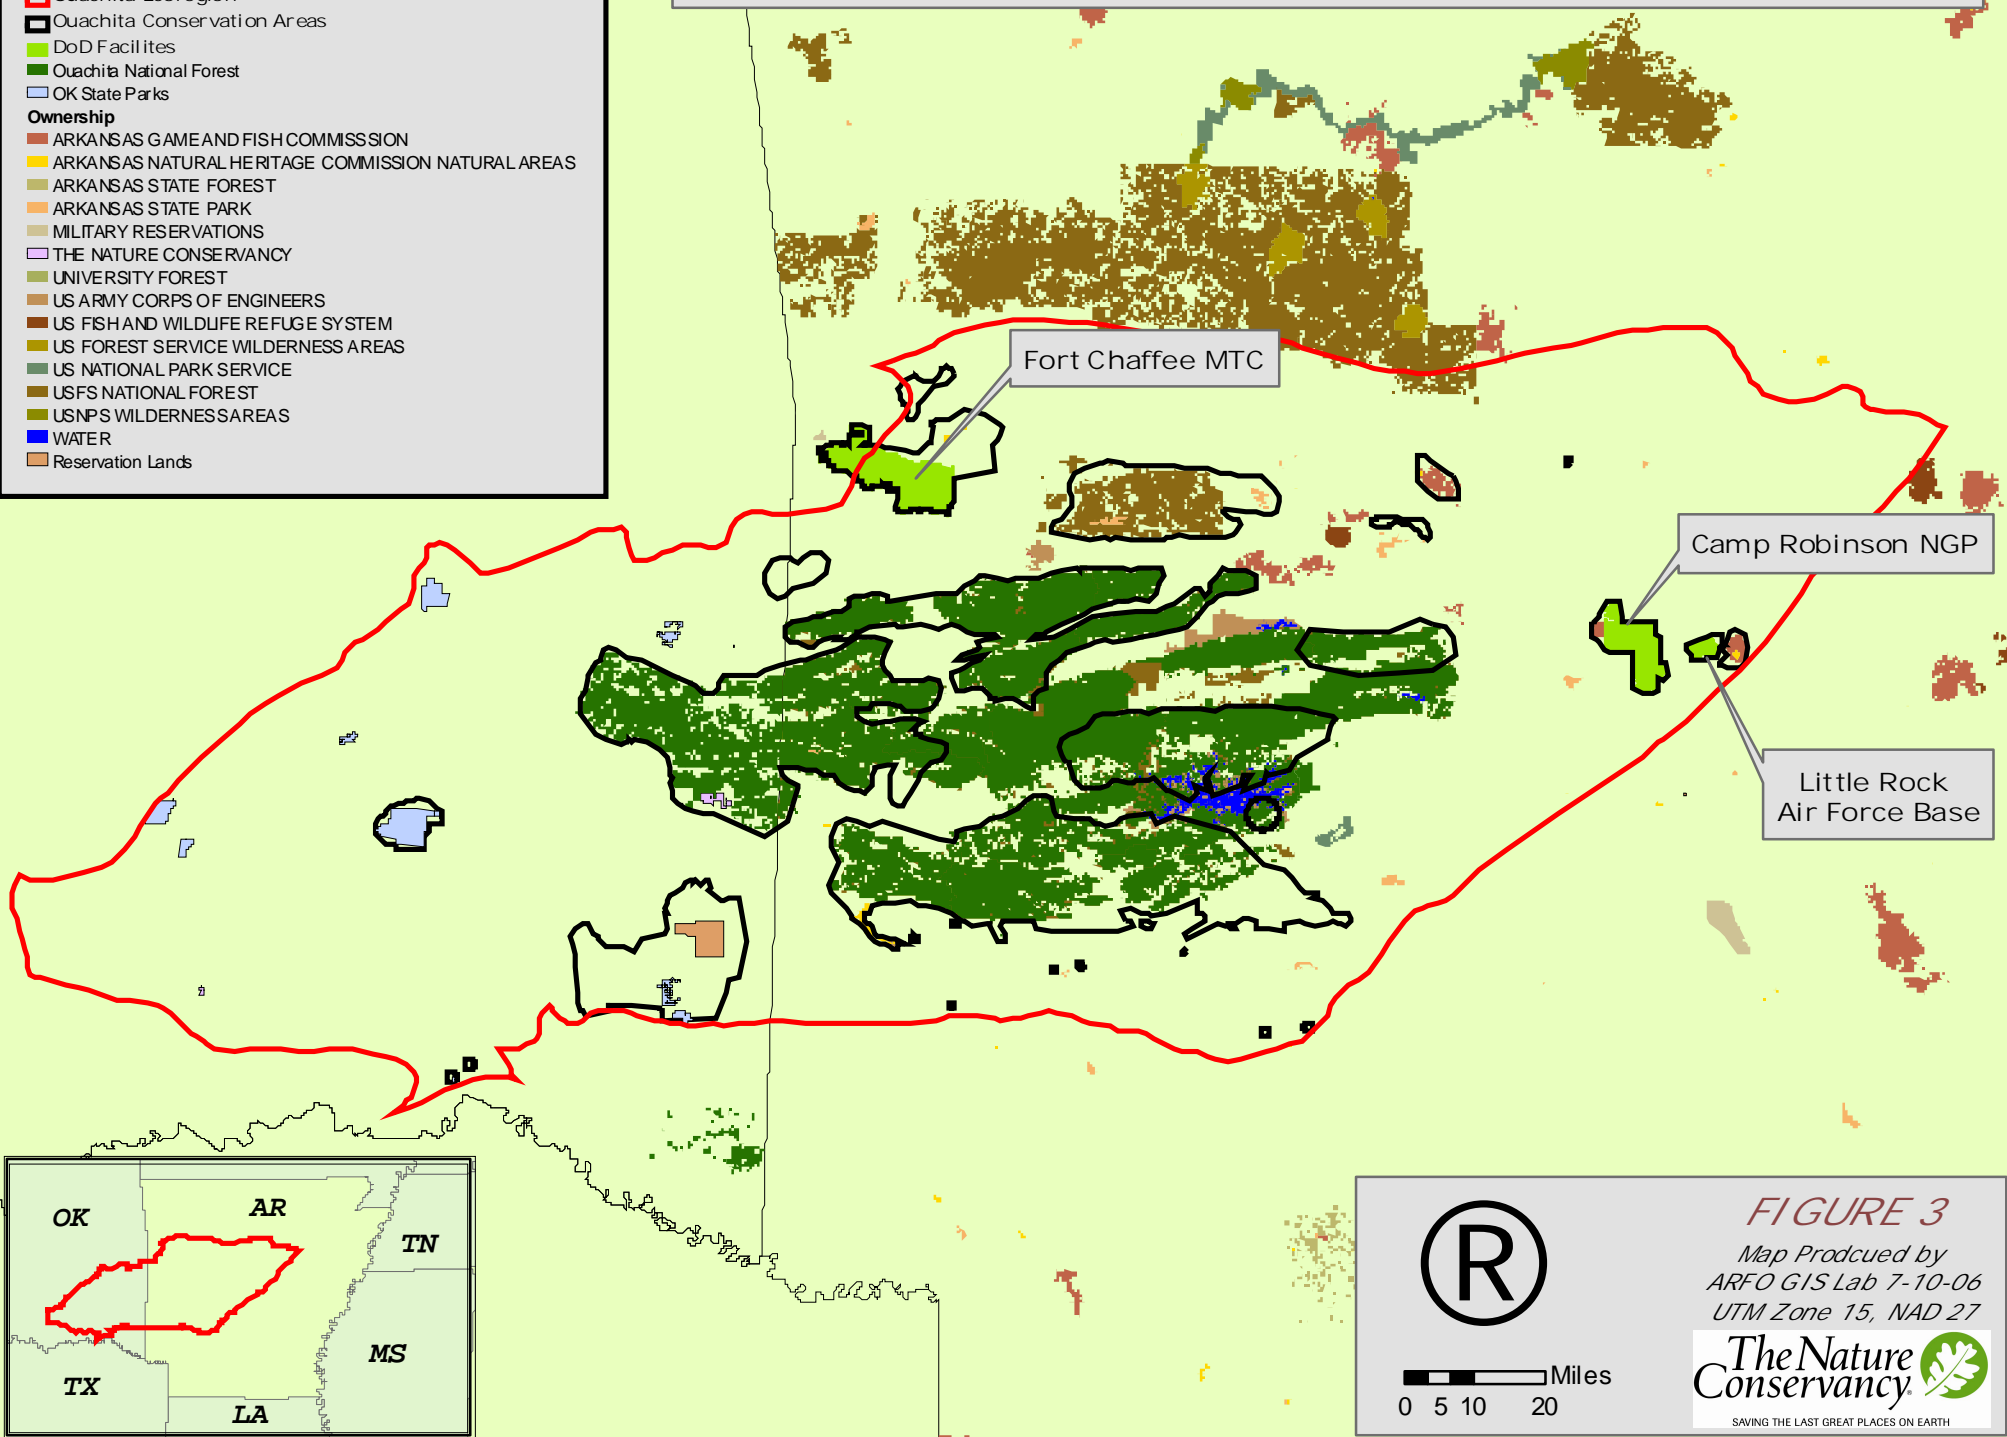 Ouachita Ecoregion
Ouachita Conservation Areas
DoD Facilites
Ouachita National Forest
OK State Parks
Ownership
ARKANSAS GAME AND FISH COMMISSSION
ARKANSAS NATURAL HERITAGE COMMISSION NATURAL AREAS
ARKANSAS STATE FOREST
ARKANSAS STATE PARK
MILITARY RESERVATIONS
THE NATURE CONSERVANCY
UNIVERSITY FOREST
US ARMY CORPS OF ENGINEERS
US FISH AND WILDLIFE REFUGE SYSTEM
US FOREST SERVICE WILDERNESS AREAS
US NATIONAL PARK SERVICE
USFS NATIONAL FOREST
USNPS WILDERNESS AREAS
WATER
Reservation Lands
Fort Chaffee MTC
Camp Robinson NGP
Little Rock
Air Force Base
OK
AR
TN
MS
TX
LA
R
Miles
0 5 10 20
FIGURE 3
Map Prodcued by
ARFO GIS Lab 7-10-06
UTM Zone 15, NAD 27
The Nature
Conservancy
SAVING THE LAST GREAT PLACES ON EARTH